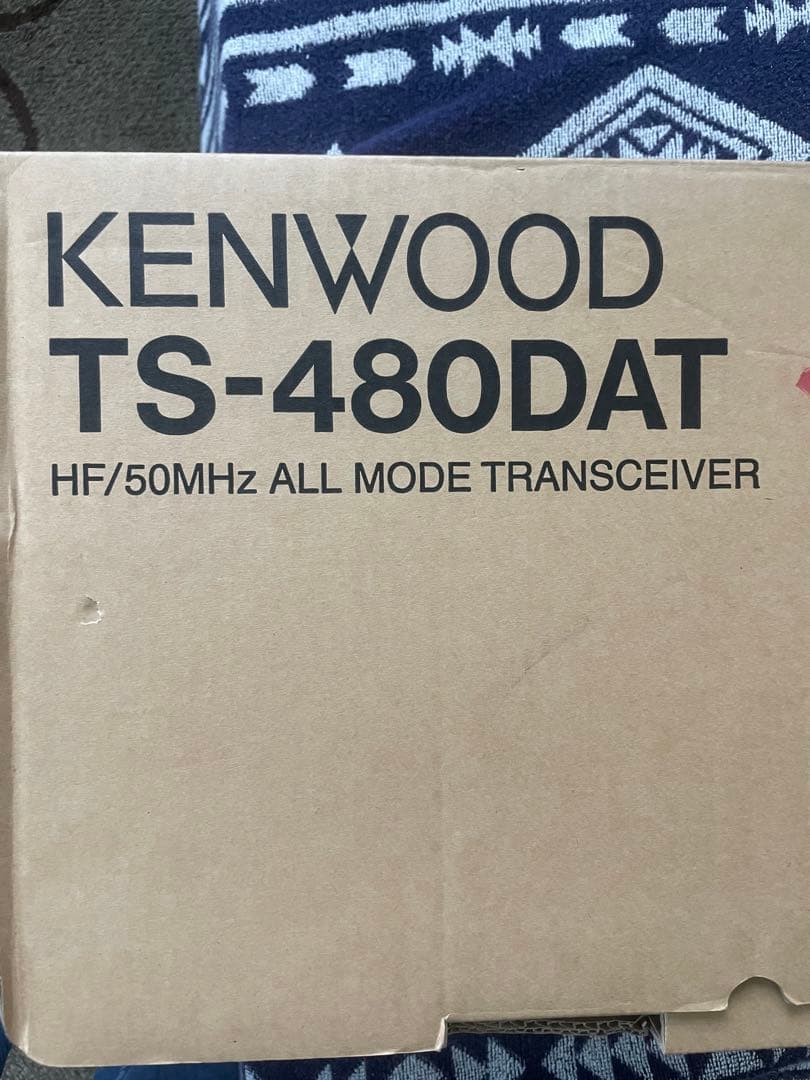 KENWOOD
TS-480DAT
HF/50MHz ALL MODE TRANSCEIVER